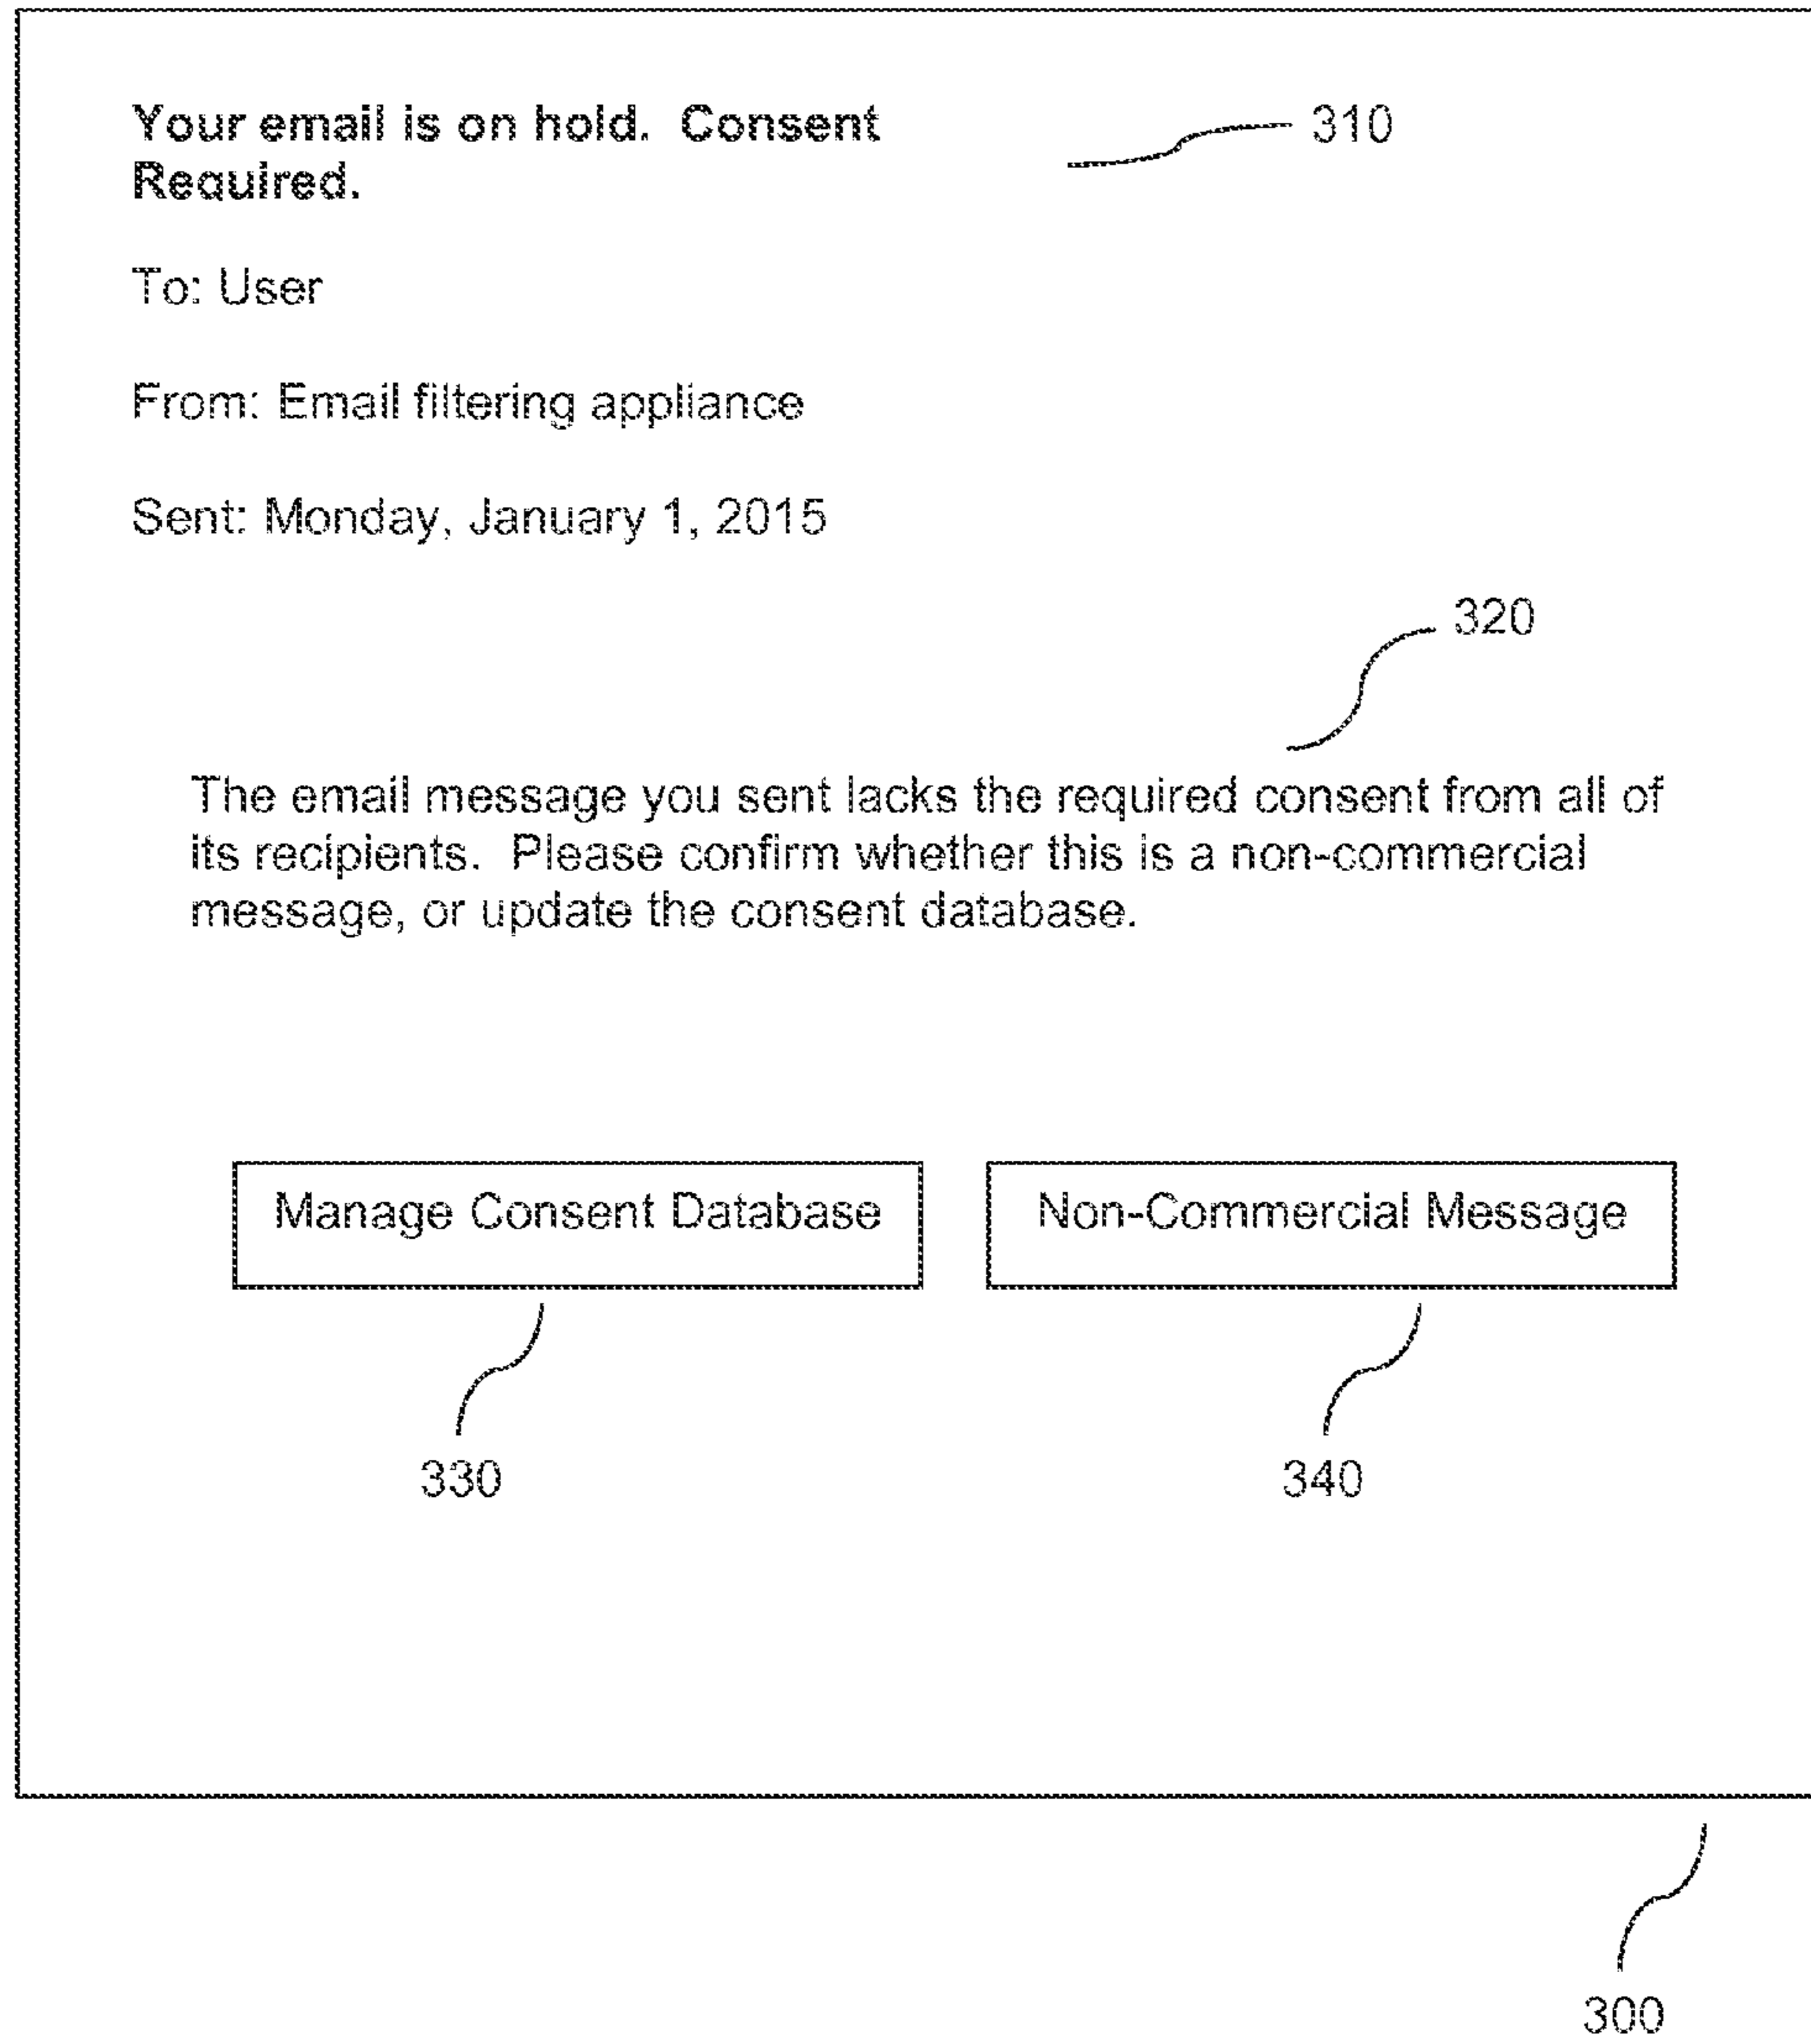 Your email is on hold.  Consent
Required.
310
To: User
From: Email filtering appliance
Sent: Monday, January 1, 2015
320
The email message you sent lacks the required consent from all of
its recipients.  Please confirm whether this is a non-commercial
message, or update the consent database.
Manage Consent Database
Non-Commercial Message
330
340
300